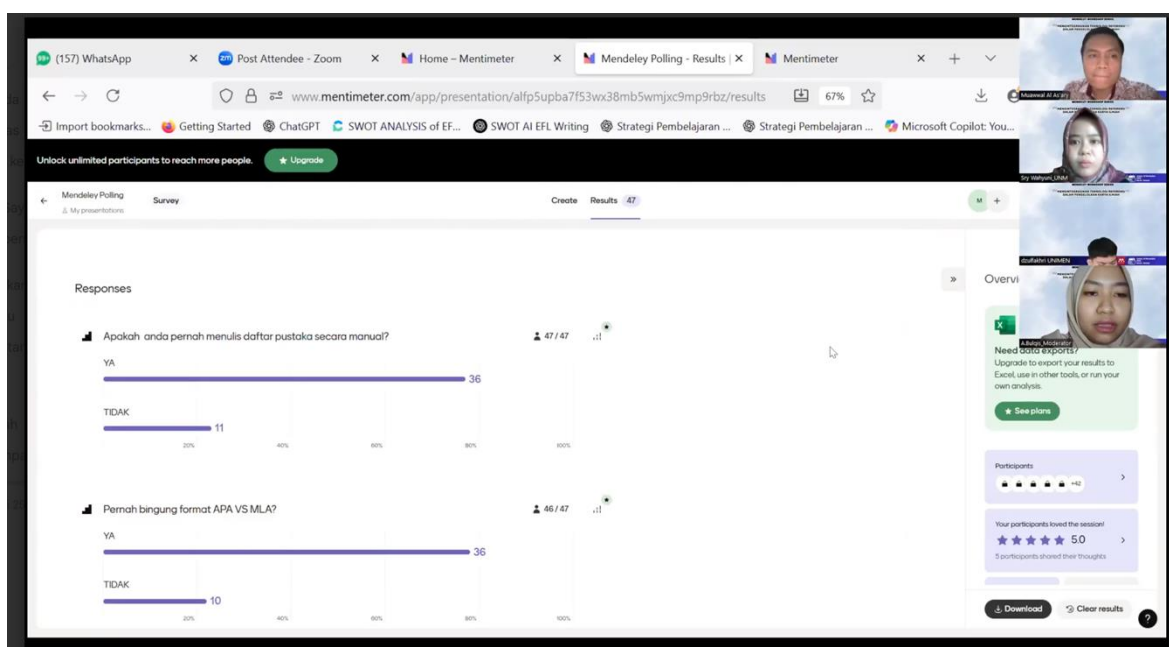 (157) WhatsApp
Post Attendee - Zoom
Home – Mentimeter
Mendeley Polling - Results |
Mentimeter
www.mentimeter.com/app/presentation/alfp5upba7f53wx38mb5wmjxc9mp9rbz/results
67%
Import bookmarks...
Getting Started
ChatGPT
SWOT ANALYSIS of EF...
SWOT AI EFL Writing
Strategi Pembelajaran ...
Strategi Pembelajaran ...
Microsoft Copilot: You...
Unlock unlimited participants to reach more people.
Upgrade
Mendeley Polling
My presentations
Survey
Create
Results 47
M
Responses
Apakah anda pernah menulis daftar pustaka secara manual?
47 / 47
YA
36
TIDAK
11
20% 40% 60% 80% 100%
Pernah bingung format APA VS MLA?
46 / 47
YA
36
TIDAK
10
20% 40% 60% 80% 100%
Sry Wahyuni_UNM
dzulfakhri UNIMEN
A.Bulqis_Moderator
Overvi
Need data exports?
Upgrade to export your results to
Excel, use in other tools, or run your
own analysis.
See plans
Participants
+42
Your participants loved the session!
5.0
5 participants shared their thoughts
Download
Clear results
?